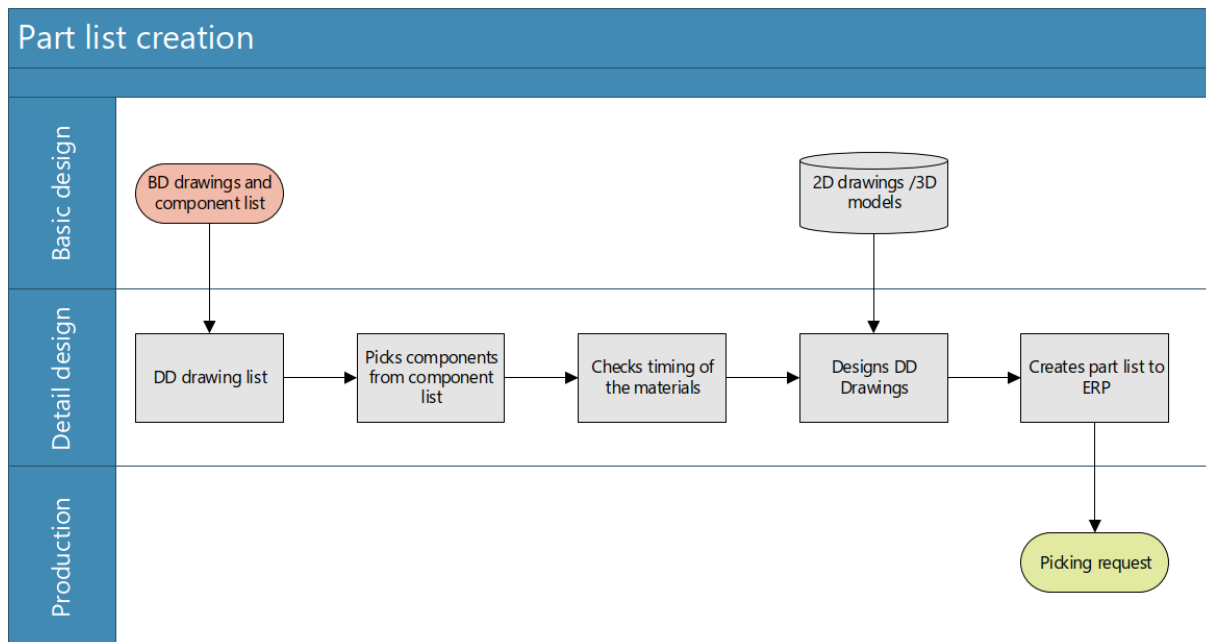 Part list creation
Basic design
BD drawings and
component list
2D drawings /3D
models
Detail design
DD drawing list
Picks components
from component
list
Checks timing of
the materials
Designs DD
Drawings
Creates part list to
ERP
Production
Picking request